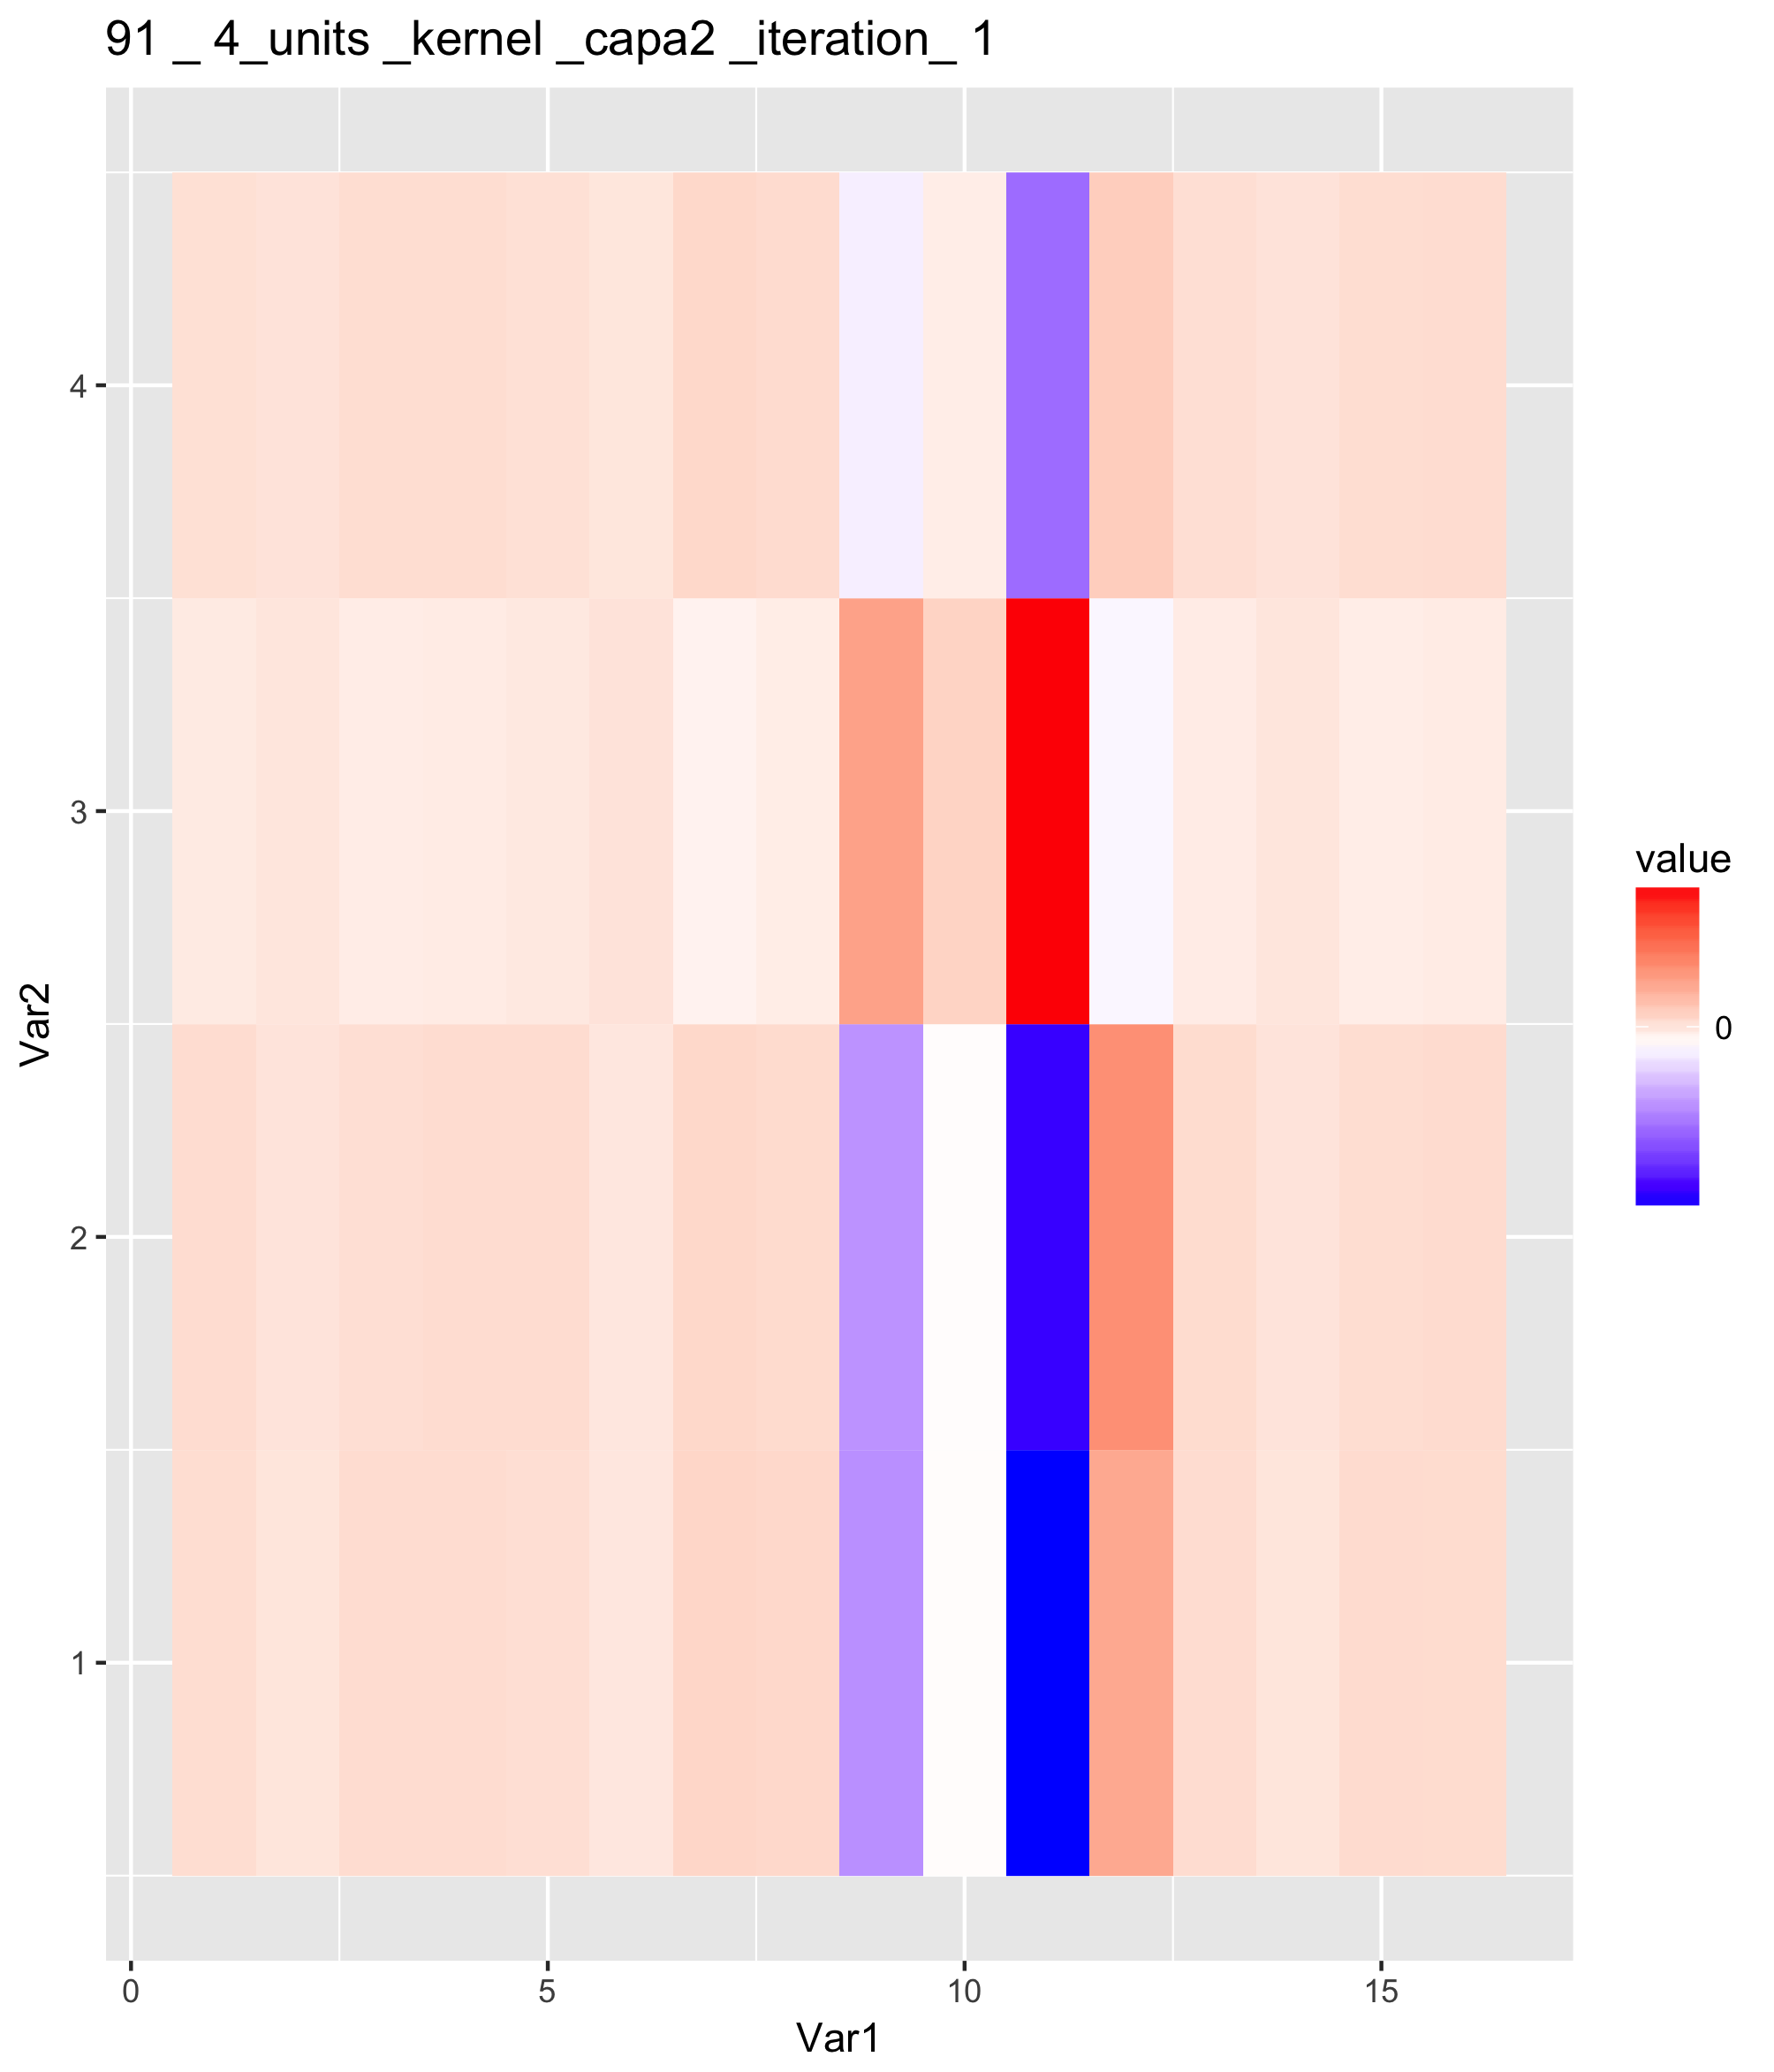 91 _ 4_units _kernel _capa2 _iteration_ 1
4
3
2
1
Var2
0
5
10
15
Var1
value
0